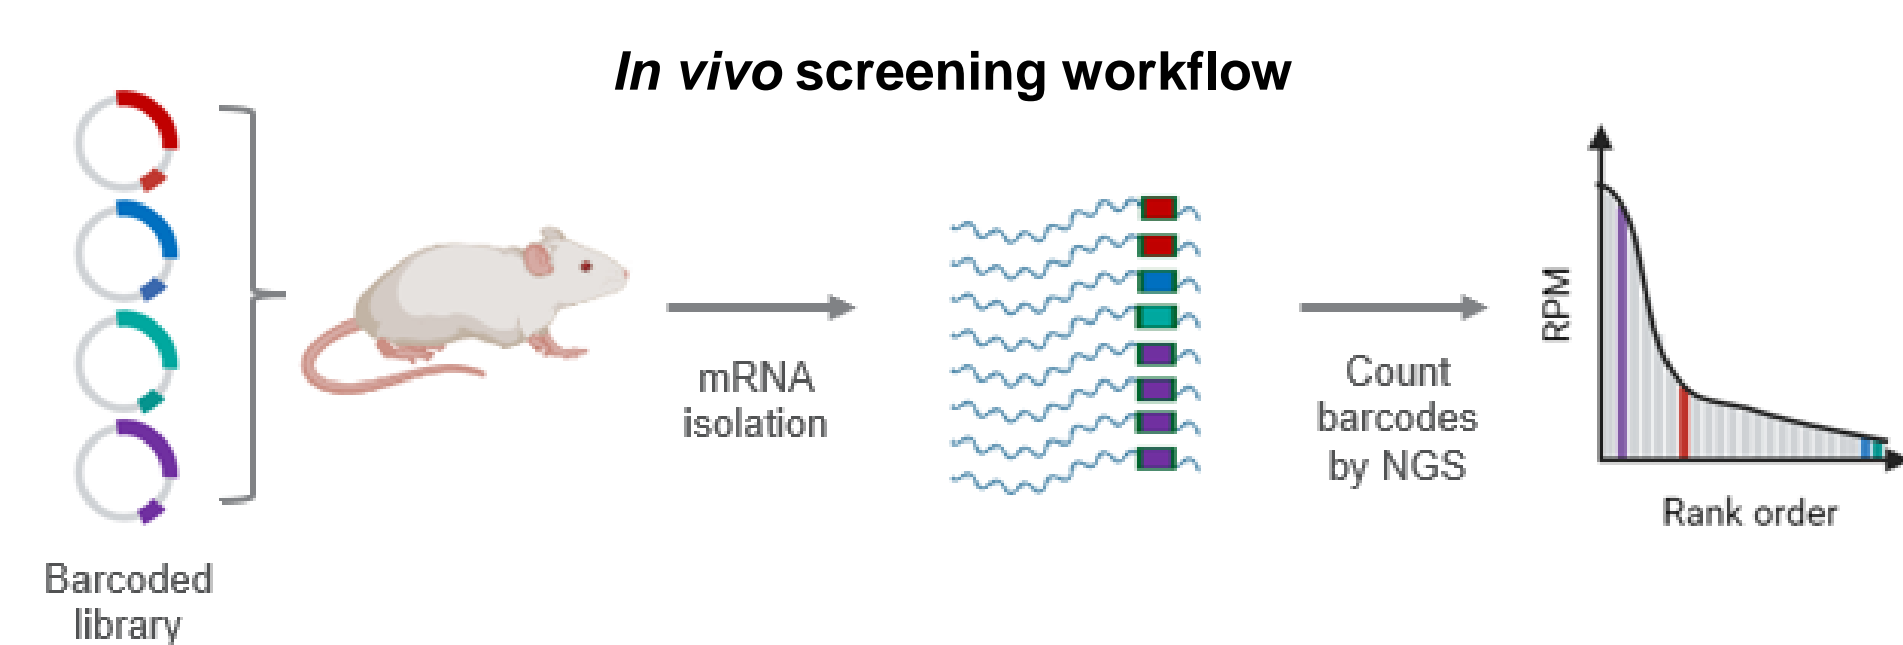 In vivo screening workflow
Barcoded
library
mRNA
isolation
Count
barcodes
by NGS
RPM
Rank order